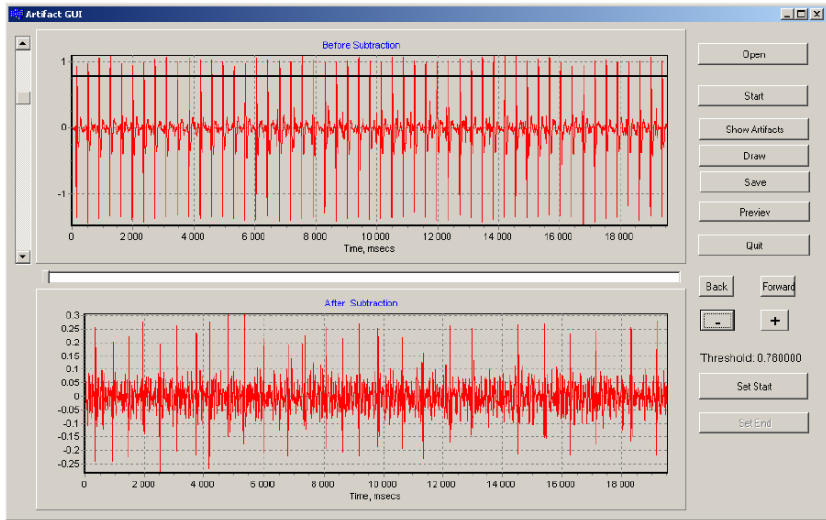 Artifact GUI
Before Subtraction
1
0
-1
0 2 000 4 000 6 000 8 000 10 000 12 000 14 000 16 000 18 000
Time, msecs
After Subtraction
0.3
0.25
0.2
0.15
0.1
0.05
0
-0.05
-0.1
-0.15
-0.2
-0.25
0 2 000 4 000 6 000 8 000 10 000 12 000 14 000 16 000 18 000
Time, msecs
Open
Start
Show Artifacts
Draw
Save
Previev
Quit
Back Forward
- +
Threshold: 0.780000
Set Start
Set End